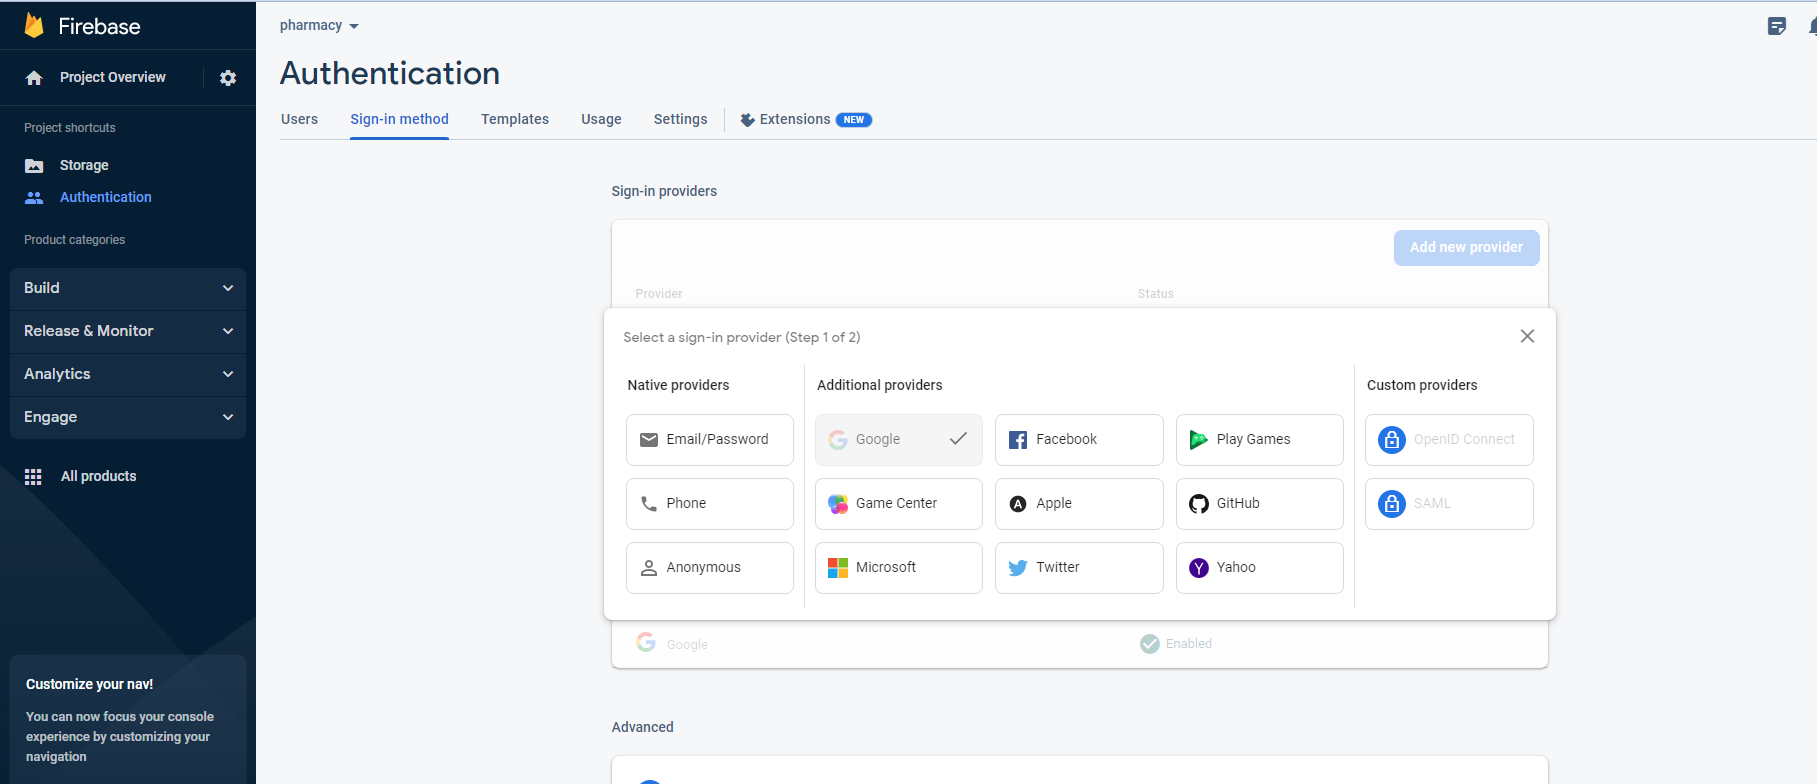 Firebase
Project Overview
Project shortcuts
Storage
Authentication
Product categories
Build
Release & Monitor
Analytics
Engage
All products
Customize your nav!
You can now focus your console
experience by customizing your
navigation
pharmacy
Authentication
Users Sign-in method Templates Usage Settings Extensions NEW
Sign-in providers
Add new provider
Provider Status
Select a sign-in provider (Step 1 of 2)
Native providers Additional providers Custom providers
Email/Password Google Facebook Play Games OpenID Connect
Phone Game Center Apple GitHub SAML
Anonymous Microsoft Twitter Yahoo
Google Enabled
Advanced